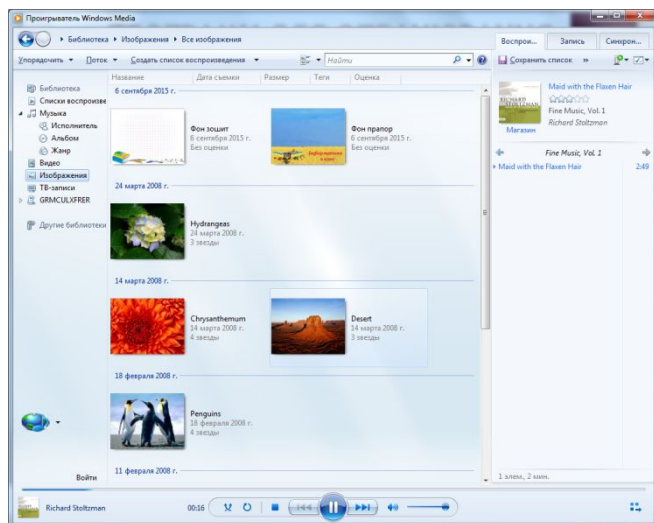 Проигрыватель Windows Media
Библиотека ▸ Изображения ▸ Все изображения
Воспрои...
Запись
Синхрон...
Упорядочить
Поток
Создать список воспроизведения
Найти
Сохранить список »
Название
Дата съемки
Размер
Теги
Оценка
Библиотека
Списки воспроизве
Музыка
Исполнитель
Альбом
Жанр
Видео
Изображения
ТВ-записи
GRMCULXFRER
Другие библиотеки
Войти
6 сентября 2015 г.
Фон зошит
6 сентября 2015 г.
Без оценки
Фон прапор
6 сентября 2015 г.
Без оценки
24 марта 2008 г.
Hydrangeas
24 марта 2008 г.
3 звезды
14 марта 2008 г.
Chrysanthemum
14 марта 2008 г.
4 звезды
Desert
14 марта 2008 г.
3 звезды
18 февраля 2008 г.
Penguins
18 февраля 2008 г.
4 звезды
11 февраля 2008 г.
RICHARD
STOLTZMAN
Магазин
Maid with the Flaxen Hair
Fine Music, Vol. 1
Richard Stoltzman
Fine Music, Vol. 1
Maid with the Flaxen Hair 2:49
1 элем., 2 мин.
Richard Stoltzman
00:16